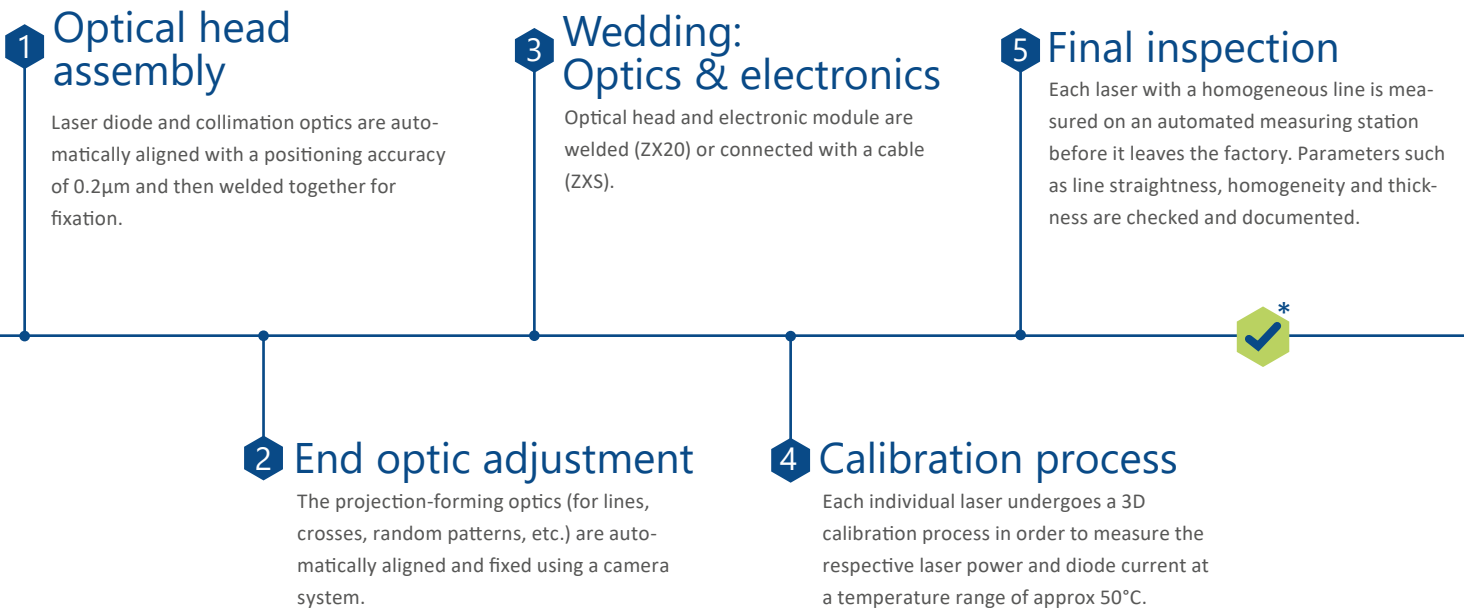 1 Optical head
assembly
Laser diode and collimation optics are auto-
matically aligned with a positioning accuracy
of 0.2µm and then welded together for
fixation.
2 End optic adjustment
The projection-forming optics (for lines,
crosses, random patterns, etc.) are auto-
matically aligned and fixed using a camera
system.
3 Wedding:
Optics & electronics
Optical head and electronic module are
welded (ZX20) or connected with a cable
(ZXS).
4 Calibration process
Each individual laser undergoes a 3D
calibration process in order to measure the
respective laser power and diode current at
a temperature range of approx 50°C.
5 Final inspection
Each laser with a homogeneous line is mea-
sured on an automated measuring station
before it leaves the factory. Parameters such
as line straightness, homogeneity and thick-
ness are checked and documented.
*